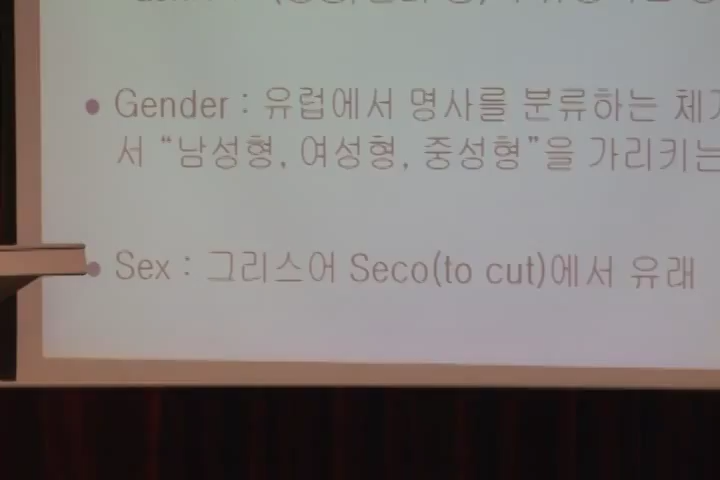 • Gender : 유럽에서 명사를 분류하는
서 “남성형, 여성형, 중성형”을 가리키는
• Sex : 그리스어 Seco(to cut)에서 유래